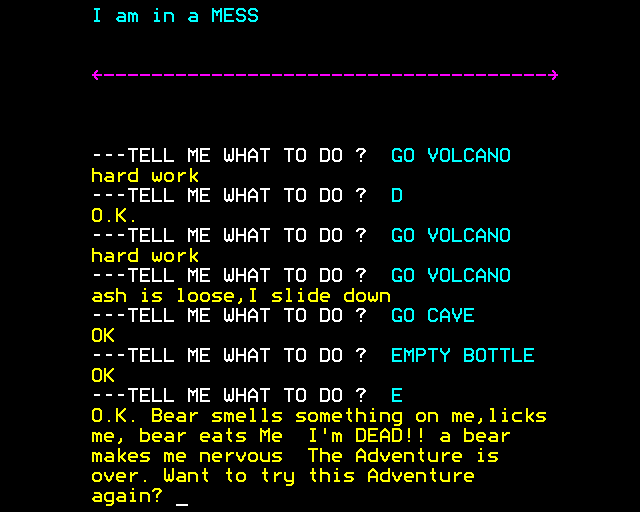 I am in a MESS
<--------------------------------------->
---TELL ME WHAT TO DO ?  GO VOLCANO
hard work
---TELL ME WHAT TO DO ?  D
O.K.
---TELL ME WHAT TO DO ?  GO VOLCANO
hard work
---TELL ME WHAT TO DO ?  GO VOLCANO
ash is loose,I slide down
---TELL ME WHAT TO DO ?  GO CAVE
OK
---TELL ME WHAT TO DO ?  EMPTY BOTTLE
OK
---TELL ME WHAT TO DO ?  E
O.K. Bear smells something on me,licks
me, bear eats Me  I'm DEAD!! a bear
makes me nervous  The Adventure is
over. Want to try this Adventure
again? _